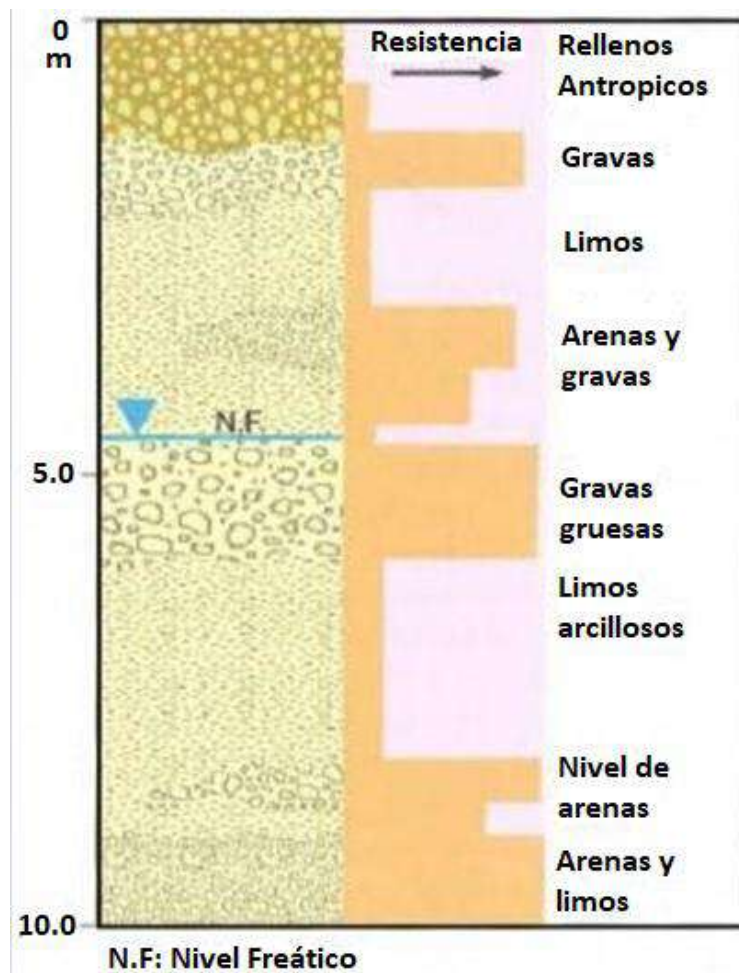 0
m
Resistencia
Rellenos
Antropicos
Gravas
Limos
Arenas y
gravas
N.F.
5.0
Gravas
gruesas
Limos
arcillosos
Nivel de
arenas
Arenas y
limos
10.0
N.F: Nivel Freático